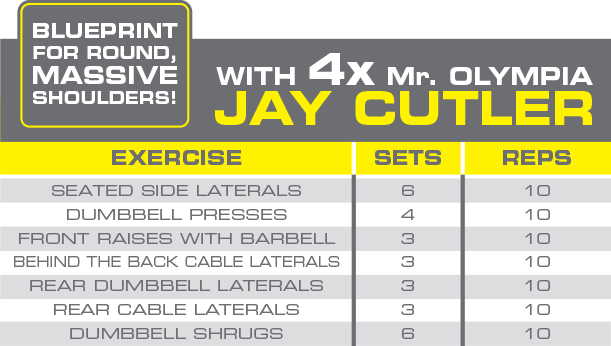 BLUEPRINT
FOR ROUND,
MASSIVE
SHOULDERS!
WITH 4x Mr. OLYMPIA
JAY CUTLER
EXERCISE SETS REPS
SEATED SIDE LATERALS 6 10
DUMBBELL PRESSES 4 10
FRONT RAISES WITH BARBELL 3 10
BEHIND THE BACK CABLE LATERALS 3 10
REAR DUMBBELL LATERALS 3 10
REAR CABLE LATERALS 3 10
DUMBBELL SHRUGS 6 10